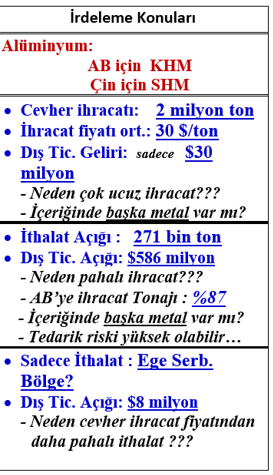 İrdeleme Konuları
Alüminyum:
AB için KHM
Çin için SHM
• Cevher ihracatı: 2 milyon ton
• İhracat fiyatı ort.: 30 $/ton
• Dış Tic. Geliri: sadece $30
milyon
- Neden çok ucuz ihracat???
- İçeriğinde başka metal var mı?
• İthalat Açığı : 271 bin ton
• Dış Tic. Açığı: $586 milyon
- Neden pahalı ihracat???
- AB'ye ihracat Tonajı : %87
- İçeriğinde başka metal var mı?
- Tedarik riski yüksek olabilir…
• Sadece İthalat : Ege Serb.
Bölge?
• Dış Tic. Açığı: $8 milyon
- Neden cevher ihracat fiyatından
daha pahalı ithalat ???